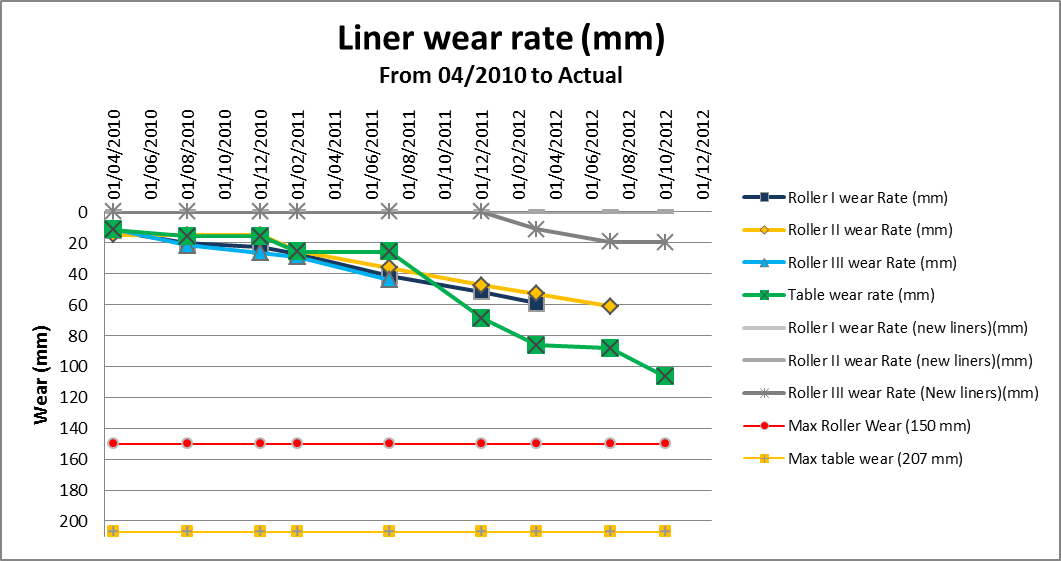 Liner wear rate (mm)
From 04/2010 to Actual
01/04/2010
01/06/2010
01/08/2010
01/10/2010
01/12/2010
01/02/2011
01/04/2011
01/06/2011
01/08/2011
01/10/2011
01/12/2011
01/02/2012
01/04/2012
01/06/2012
01/08/2012
01/10/2012
01/12/2012
Wear (mm)
0
20
40
60
80
100
120
140
160
180
200
Roller I wear Rate (mm)
Roller II wear Rate (mm)
Roller III wear Rate (mm)
Table wear rate (mm)
Roller I wear Rate (new liners)(mm)
Roller II wear Rate (new liners)(mm)
Roller III wear Rate (New liners)(mm)
Max Roller Wear (150 mm)
Max table wear (207 mm)